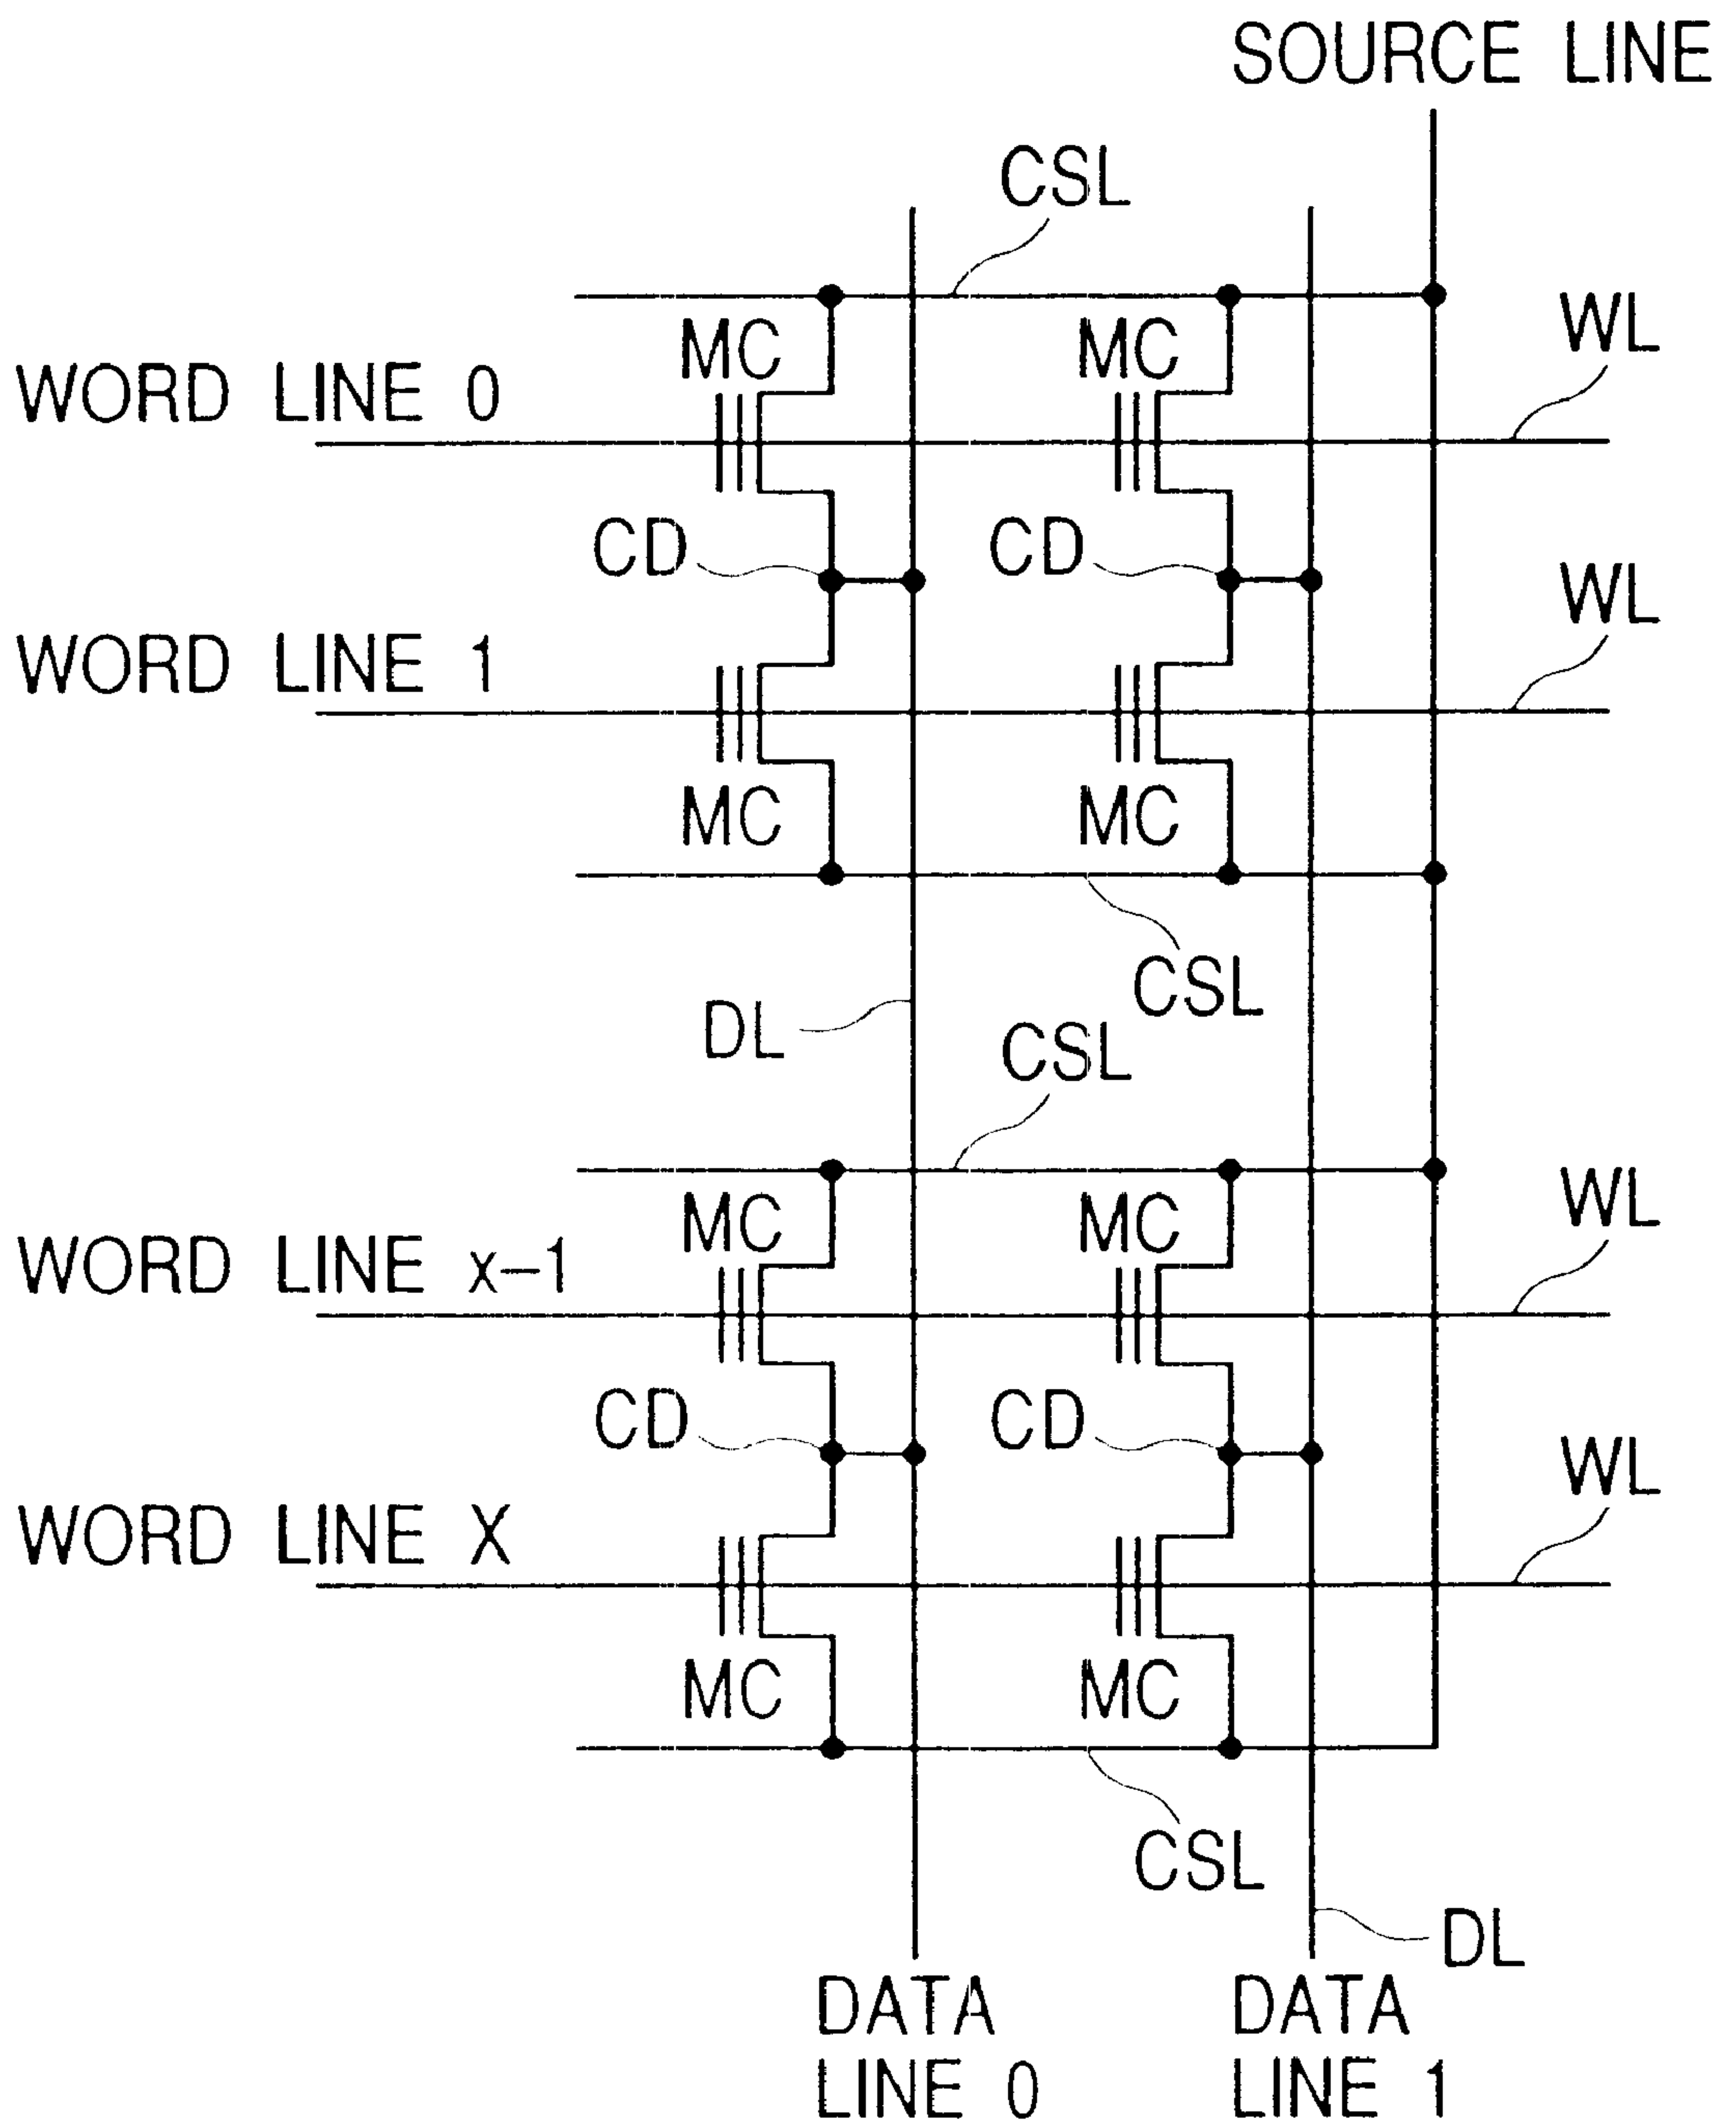 SOURCE LINE
CSL
MC MC WL
WORD LINE 0
CD CD
WL
WORD LINE 1
MC MC
CSL
DL
CSL
MC MC WL
WORD LINE x-1
CD CD
WL
WORD LINE X
MC MC
CSL
DL
DATA LINE 0
DATA LINE 1